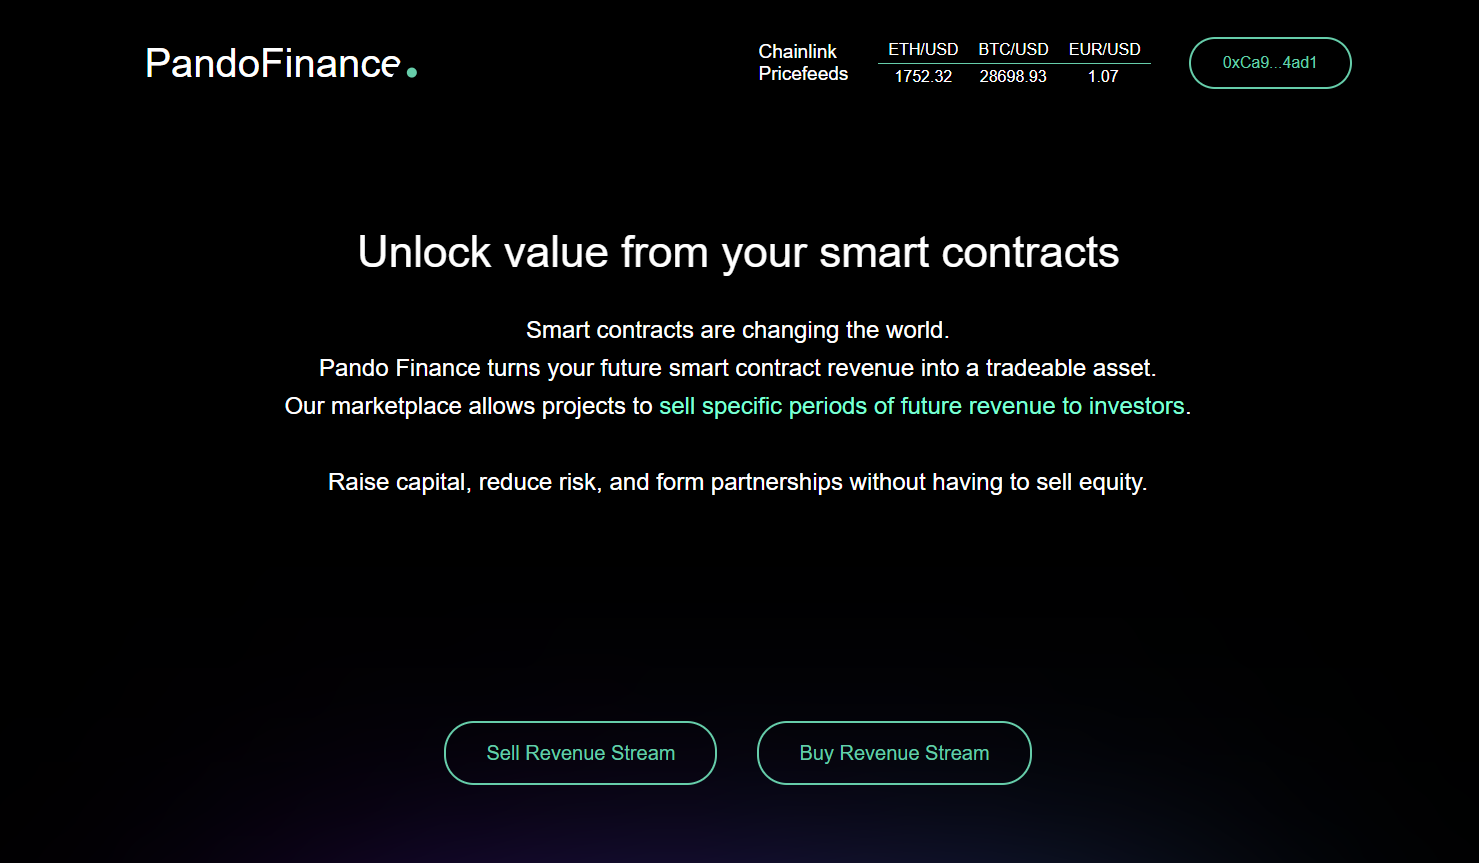 PandoFinance.
Chainlink
Pricefeeds
ETH/USD BTC/USD EUR/USD
1752.32 28698.93 1.07
0xCa9...4ad1
Unlock value from your smart contracts
Smart contracts are changing the world.
Pando Finance turns your future smart contract revenue into a tradeable asset.
Our marketplace allows projects to sell specific periods of future revenue to investors.
Raise capital, reduce risk, and form partnerships without having to sell equity.
Sell Revenue Stream
Buy Revenue Stream